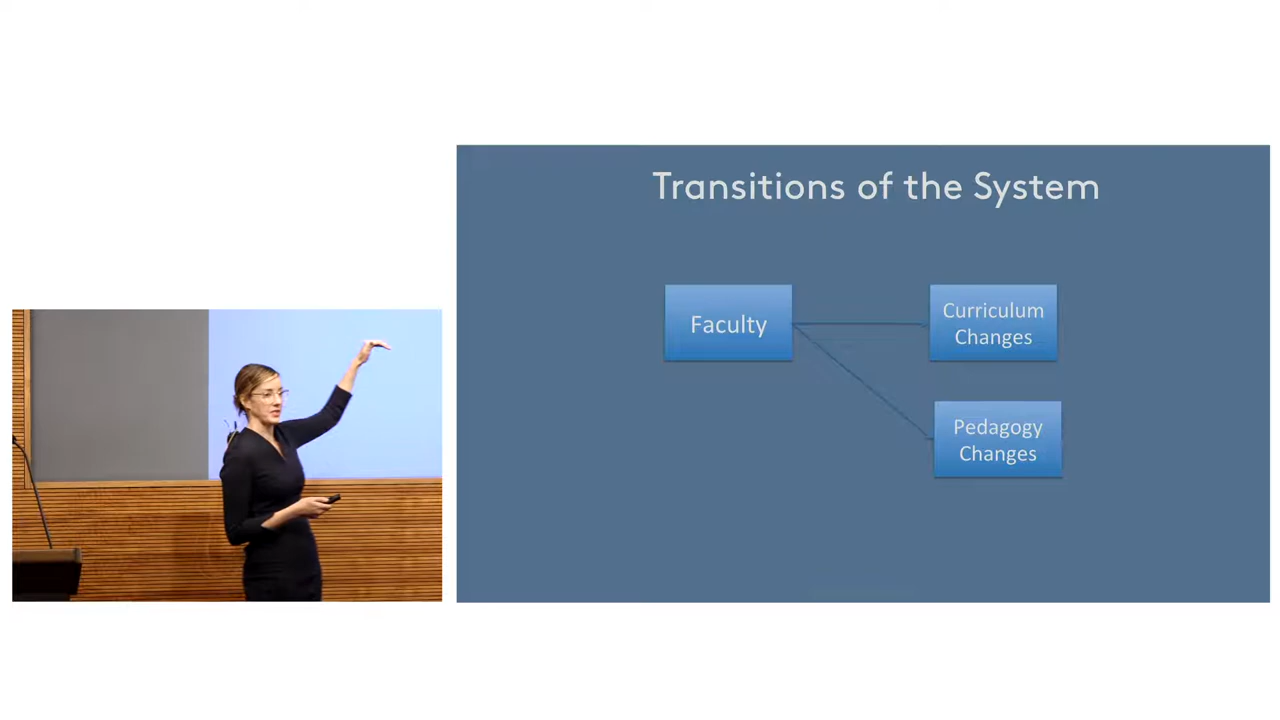 Transitions of the System
Faculty
Curriculum
Changes
Pedagogy
Changes